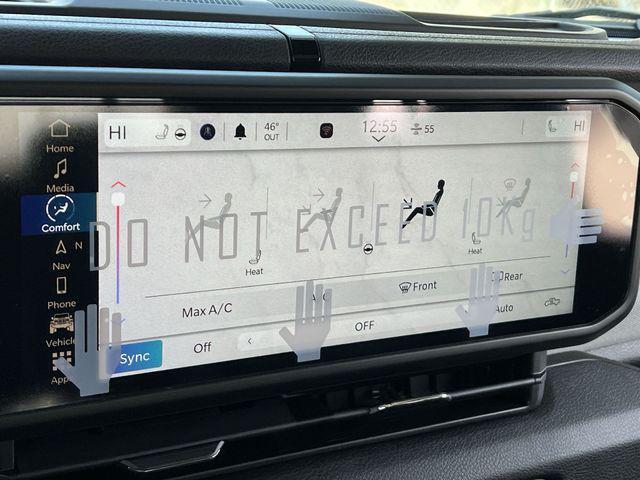 HI 46° OUT 12:55 55 HI
Home
Media
Comfort
Nav N
Phone
Vehicle
Apps
DO NOT EXCEED 10Kg
Heat
Heat
Max A/C A/C Front Rear
Sync Off OFF Auto